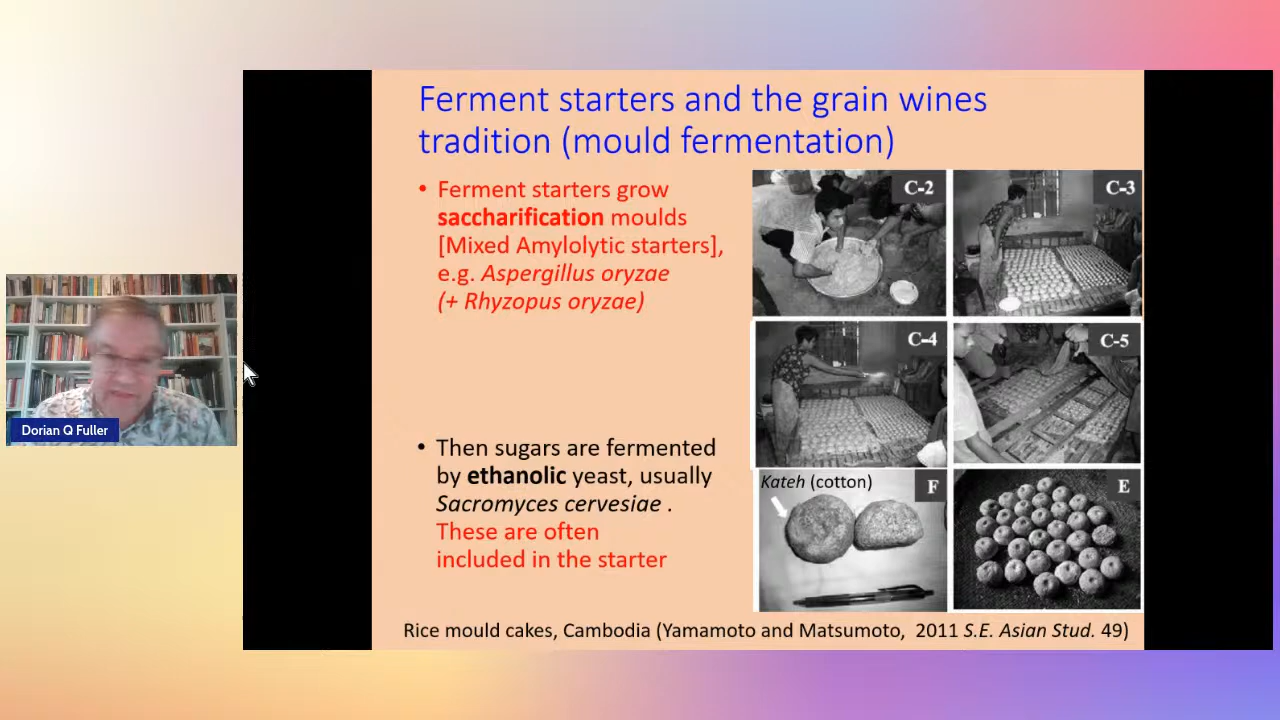 Ferment starters and the grain wines
tradition (mould fermentation)
• Ferment starters grow
saccharification moulds
[Mixed Amylolytic starters],
e.g. Aspergillus oryzae
(+ Rhyzopus oryzae)
• Then sugars are fermented
by ethanolic yeast, usually
Sacromyces cervesiae .
These are often
included in the starter
C-2
C-3
C-4
C-5
Kateh (cotton)
F
E
Rice mould cakes, Cambodia (Yamamoto and Matsumoto, 2011 S.E. Asian Stud. 49)
Dorian Q Fuller